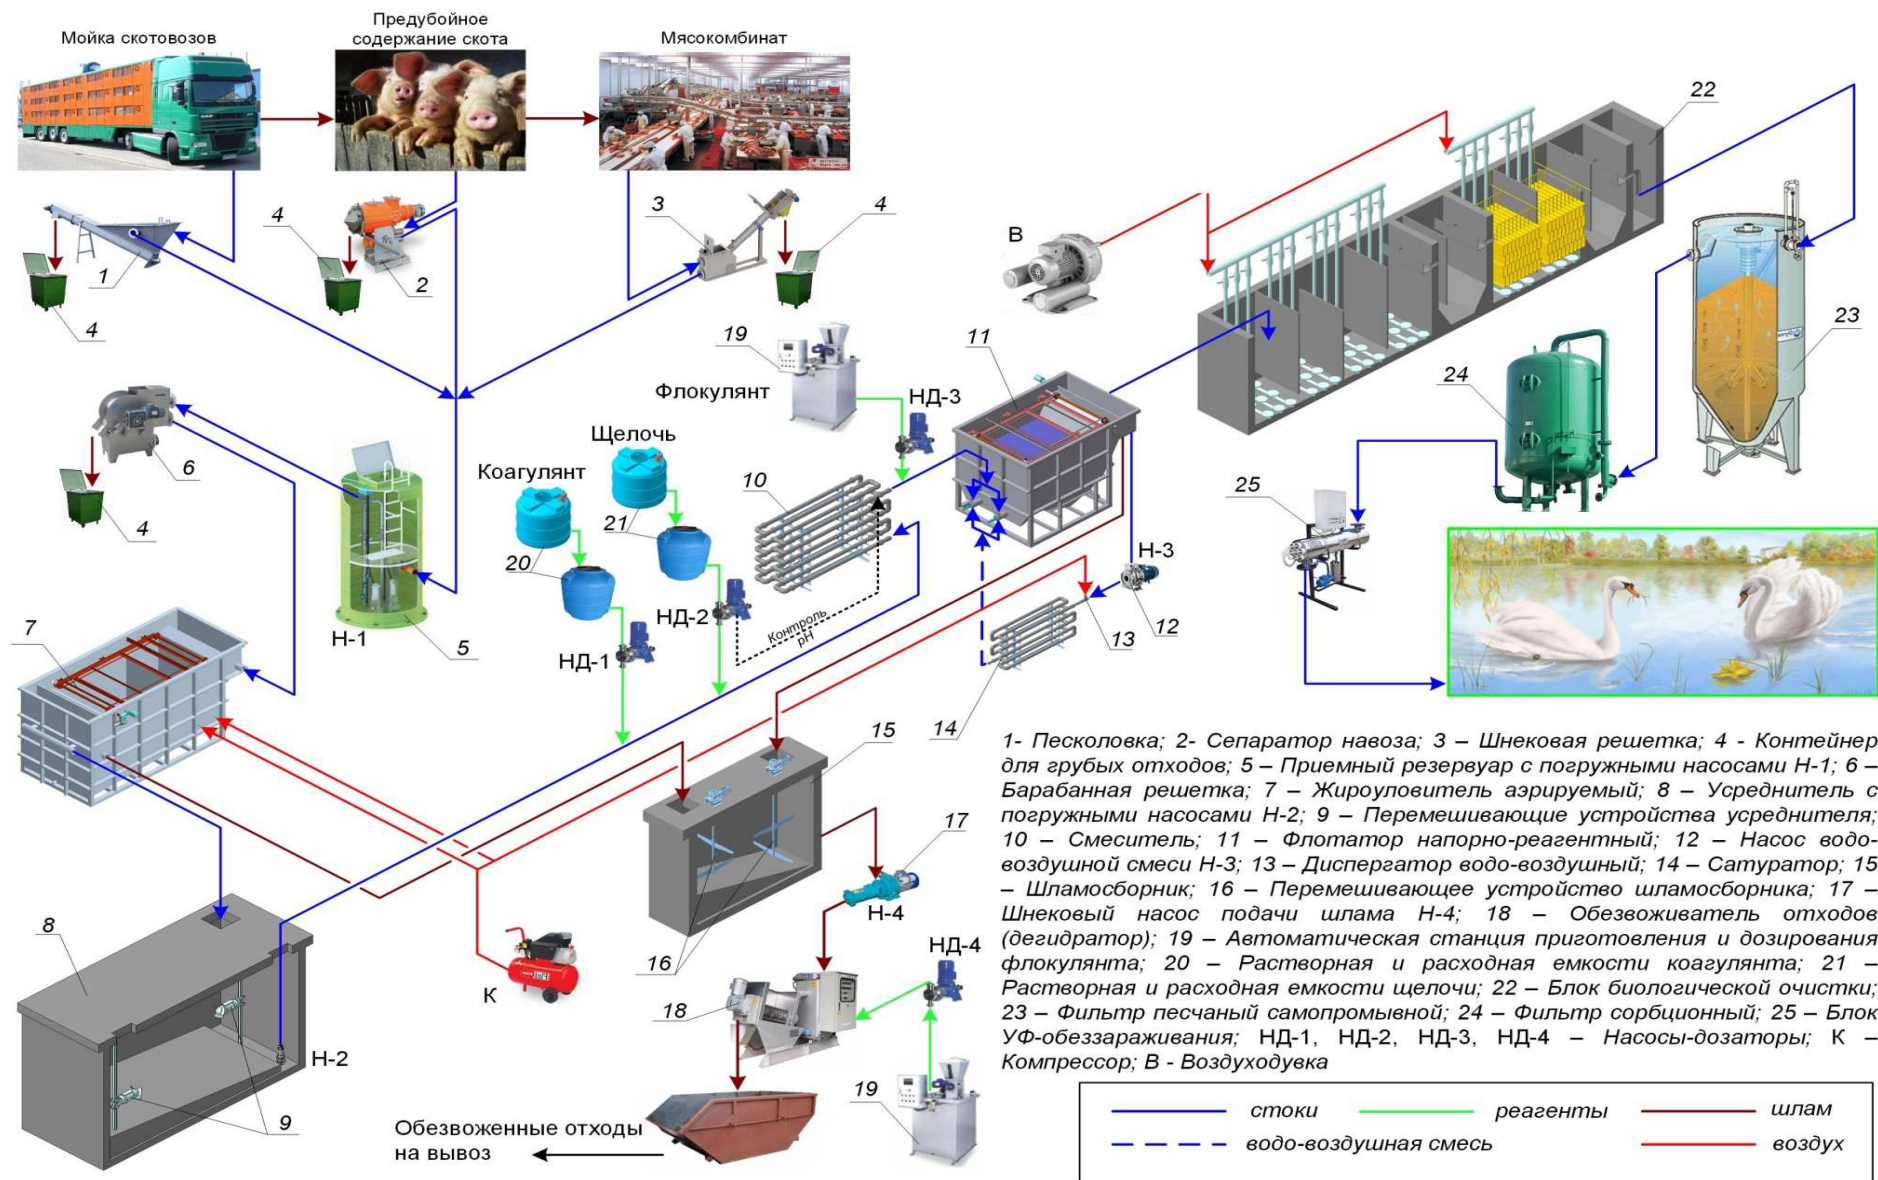 Мойка скотовозов
Предубойное
содержание скота
Мясокомбинат
1
4
4
2
3
4
6
4
Н-1
5
7
8
9
Н-2
Коагулянт
Щелочь
Флокулянт
19
20
21
НД-1
НД-2
НД-3
10
11
Контроль
рН
Н-3
12
13
14
15
16
17
Н-4
18
НД-4
19
К
В
22
23
24
25
Обезвоженные отходы
на вывоз
1- Песколовка; 2- Сепаратор навоза; 3 – Шнековая решетка; 4 - Контейнер
для грубых отходов; 5 – Приемный резервуар с погружными насосами Н-1; 6 –
Барабанная решетка; 7 – Жироуловитель аэрируемый; 8 – Усреднитель с
погружными насосами Н-2; 9 – Перемешивающие устройства усреднителя;
10 – Смеситель; 11 – Флотатор напорно-реагентный; 12 – Насос водо-
воздушной смеси Н-3; 13 – Диспергатор водо-воздушный; 14 – Сатуратор; 15
– Шламосборник; 16 – Перемешивающее устройство шламосборника; 17 –
Шнековый насос подачи шлама Н-4; 18 – Обезвоживатель отходов
(дегидратор); 19 – Автоматическая станция приготовления и дозирования
флокулянта; 20 – Растворная и расходная емкости коагулянта; 21 –
Растворная и расходная емкости щелочи; 22 – Блок биологической очистки;
23 – Фильтр песчаный самопромывной; 24 – Фильтр сорбционный; 25 – Блок
УФ-обеззараживания; НД-1, НД-2, НД-3, НД-4 – Насосы-дозаторы; К –
Компрессор; В - Воздуходувка
стоки
реагенты
шлам
водо-воздушная смесь
воздух